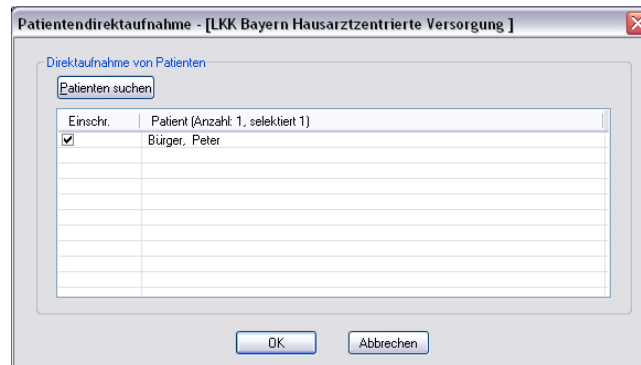 Patientendirektaufnahme - [LKK Bayern Hausarztzentrierte Versorgung ]
Direktaufnahme von Patienten
Patienten suchen
Einschr. Patient (Anzahl: 1, selektiert 1)
Bürger, Peter
OK Abbrechen